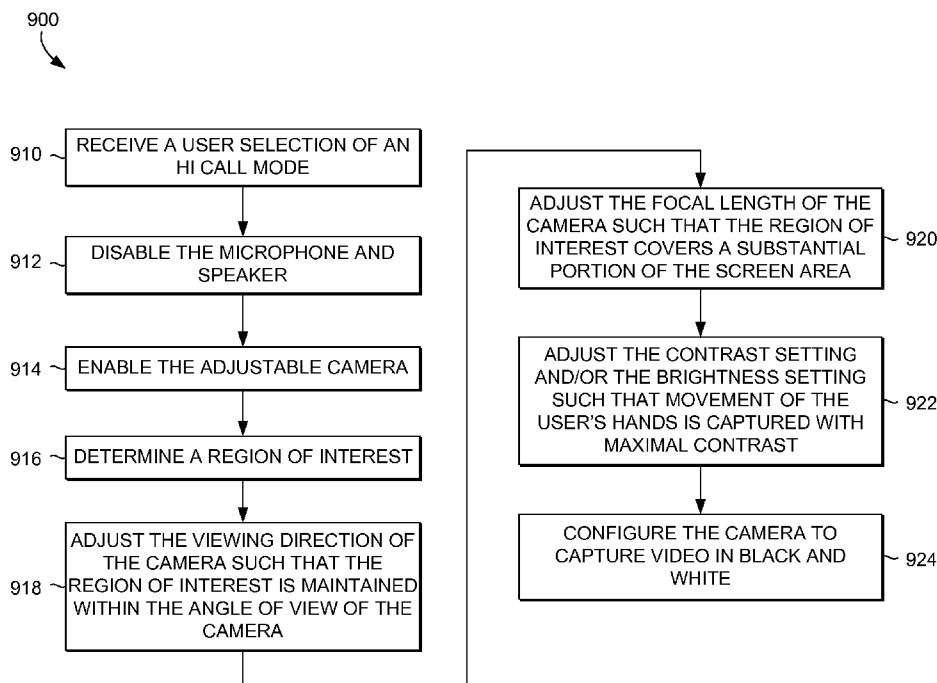 900
910
RECEIVE A USER SELECTION OF AN
HI CALL MODE
912
DISABLE THE MICROPHONE AND
SPEAKER
914
ENABLE THE ADJUSTABLE CAMERA
916
DETERMINE A REGION OF INTEREST
918
ADJUST THE VIEWING DIRECTION OF
THE CAMERA SUCH THAT THE
REGION OF INTEREST IS MAINTAINED
WITHIN THE ANGLE OF VIEW OF THE
CAMERA
ADJUST THE FOCAL LENGTH OF THE
CAMERA SUCH THAT THE REGION OF
INTEREST COVERS A SUBSTANTIAL
PORTION OF THE SCREEN AREA
920
ADJUST THE CONTRAST SETTING
AND/OR THE BRIGHTNESS SETTING
SUCH THAT MOVEMENT OF THE
USER'S HANDS IS CAPTURED WITH
MAXIMAL CONTRAST
922
CONFIGURE THE CAMERA TO
CAPTURE VIDEO IN BLACK AND
WHITE
924